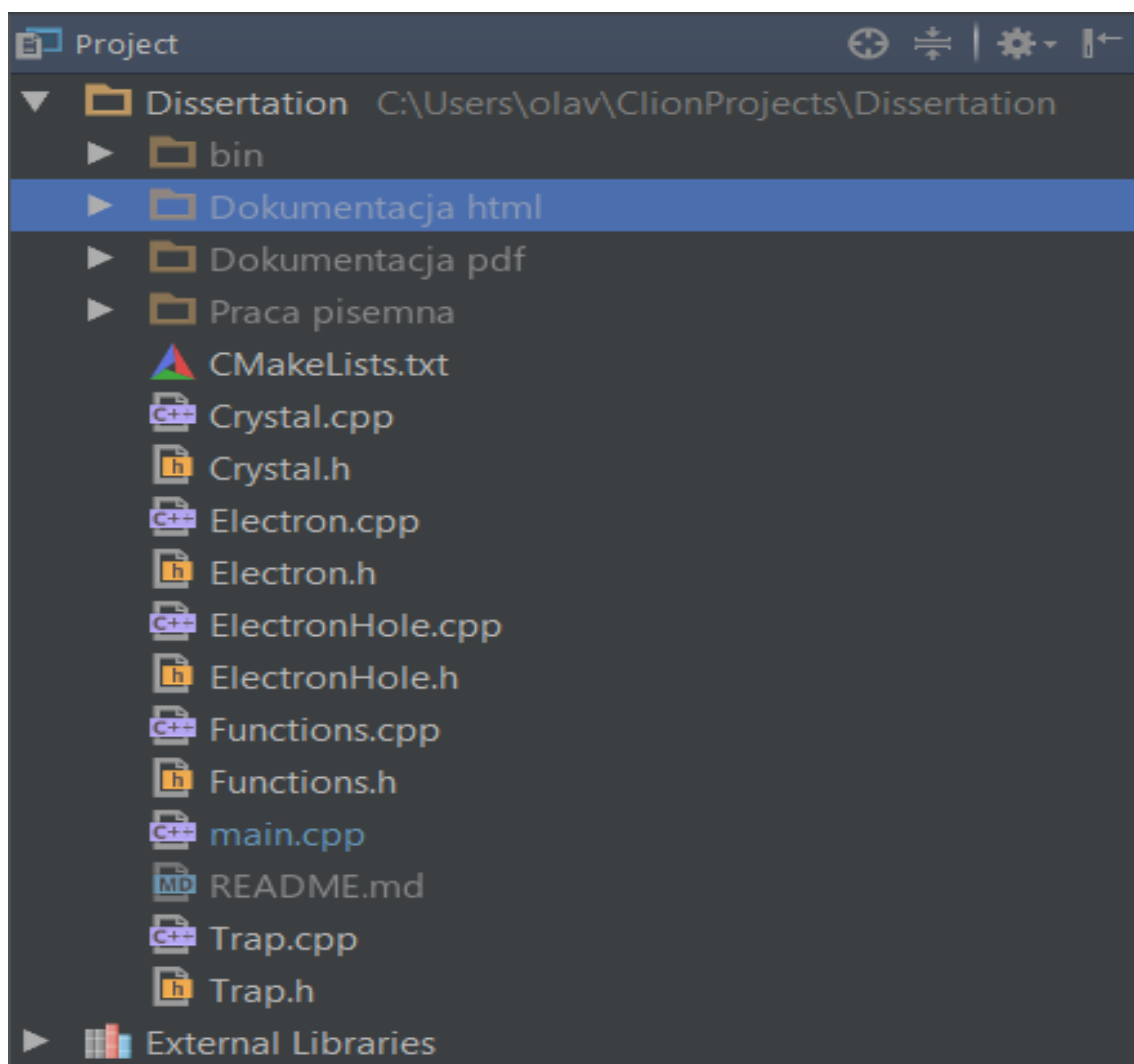 Project
Dissertation C:\Users\olav\ClionProjects\Dissertation
bin
Dokumentacja html
Dokumentacja pdf
Praca pisemna
CMakeLists.txt
C++ Crystal.cpp
h Crystal.h
C++ Electron.cpp
h Electron.h
C++ ElectronHole.cpp
h ElectronHole.h
C++ Functions.cpp
h Functions.h
C++ main.cpp
MD README.md
C++ Trap.cpp
h Trap.h
External Libraries